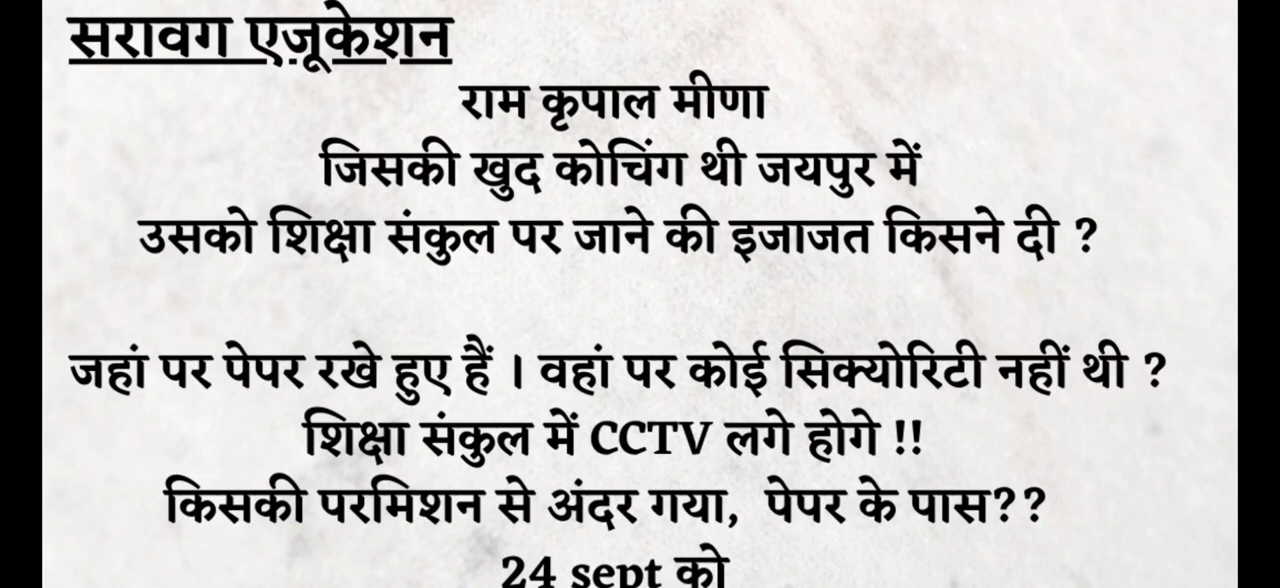 सरावग एजूकेशन
राम कृपाल मीणा
जिसकी खुद कोचिंग थी जयपुर में
उसको शिक्षा संकुल पर जाने की इजाजत किसने दी ?
जहां पर पेपर रखे हुए हैं । वहां पर कोई सिक्योरिटी नहीं थी ?
शिक्षा संकुल में CCTV लगे होगे !!
किसकी परमिशन से अंदर गया, पेपर के पास??
24 sept को